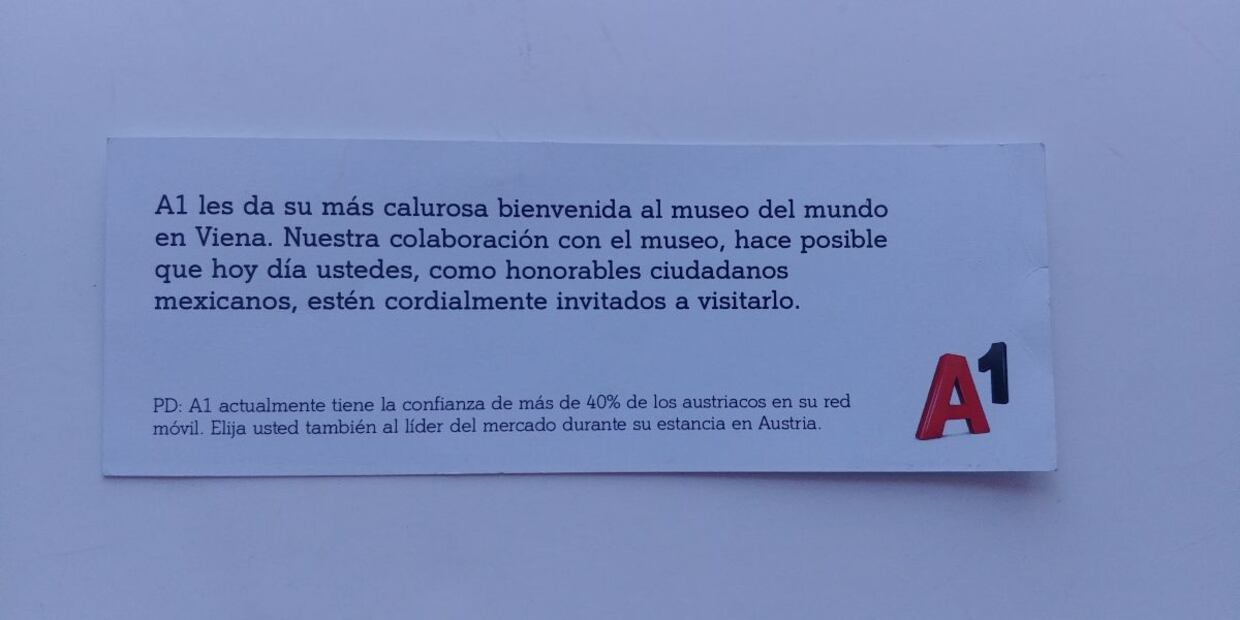 A1 les da su más calurosa bienvenida al museo del mundo
en Viena. Nuestra colaboración con el museo, hace posible
que hoy día ustedes, como honorables ciudadanos
mexicanos, estén cordialmente invitados a visitarlo.
PD: A1 actualmente tiene la confianza de más de 40% de los austriacos en su red
móvil. Elija usted también al líder del mercado durante su estancia en Austria.
A1